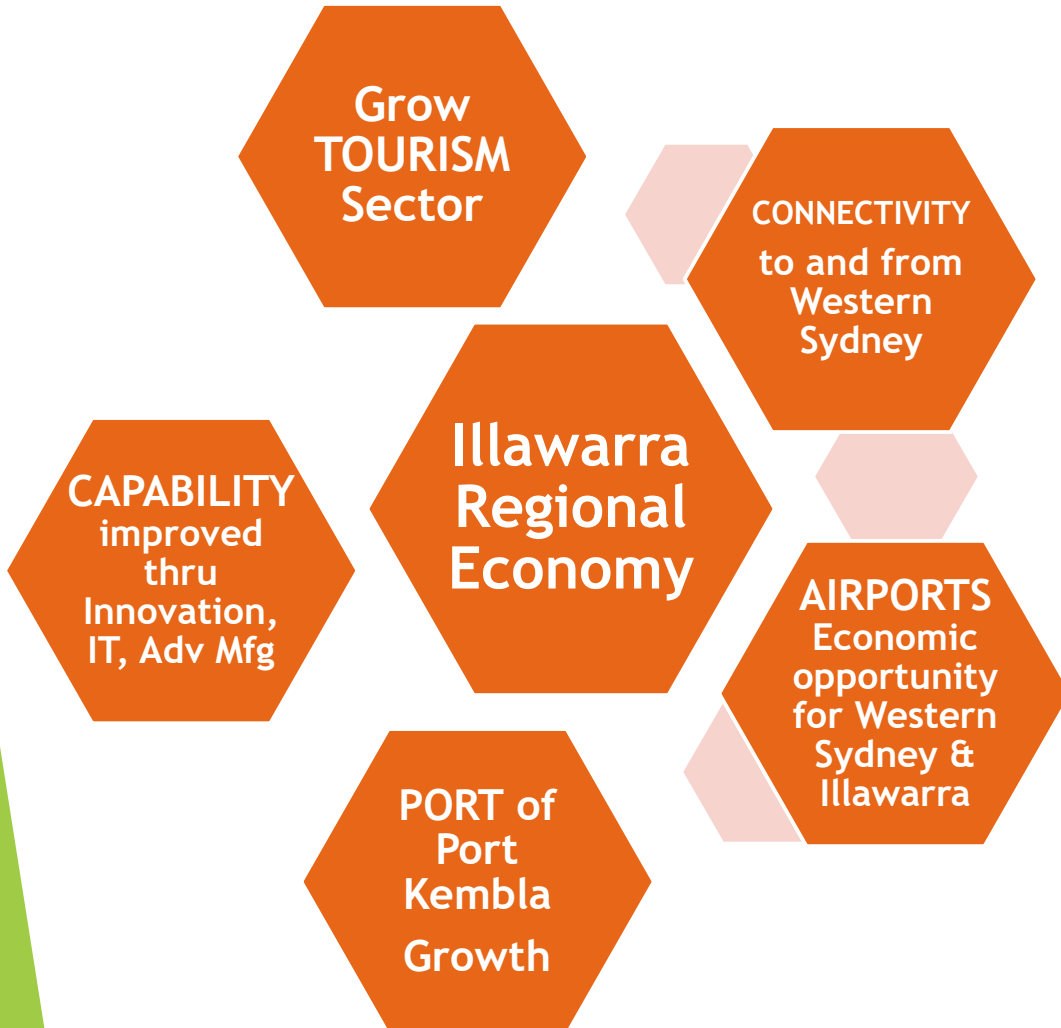 Grow
TOURISM
Sector
CONNECTIVITY
to and from
Western
Sydney
Illawarra
Regional
Economy
CAPABILITY
improved
thru
Innovation,
IT, Adv Mfg
AIRPORTS
Economic
opportunity
for Western
Sydney &
Illawarra
PORT of
Port
Kembla
Growth